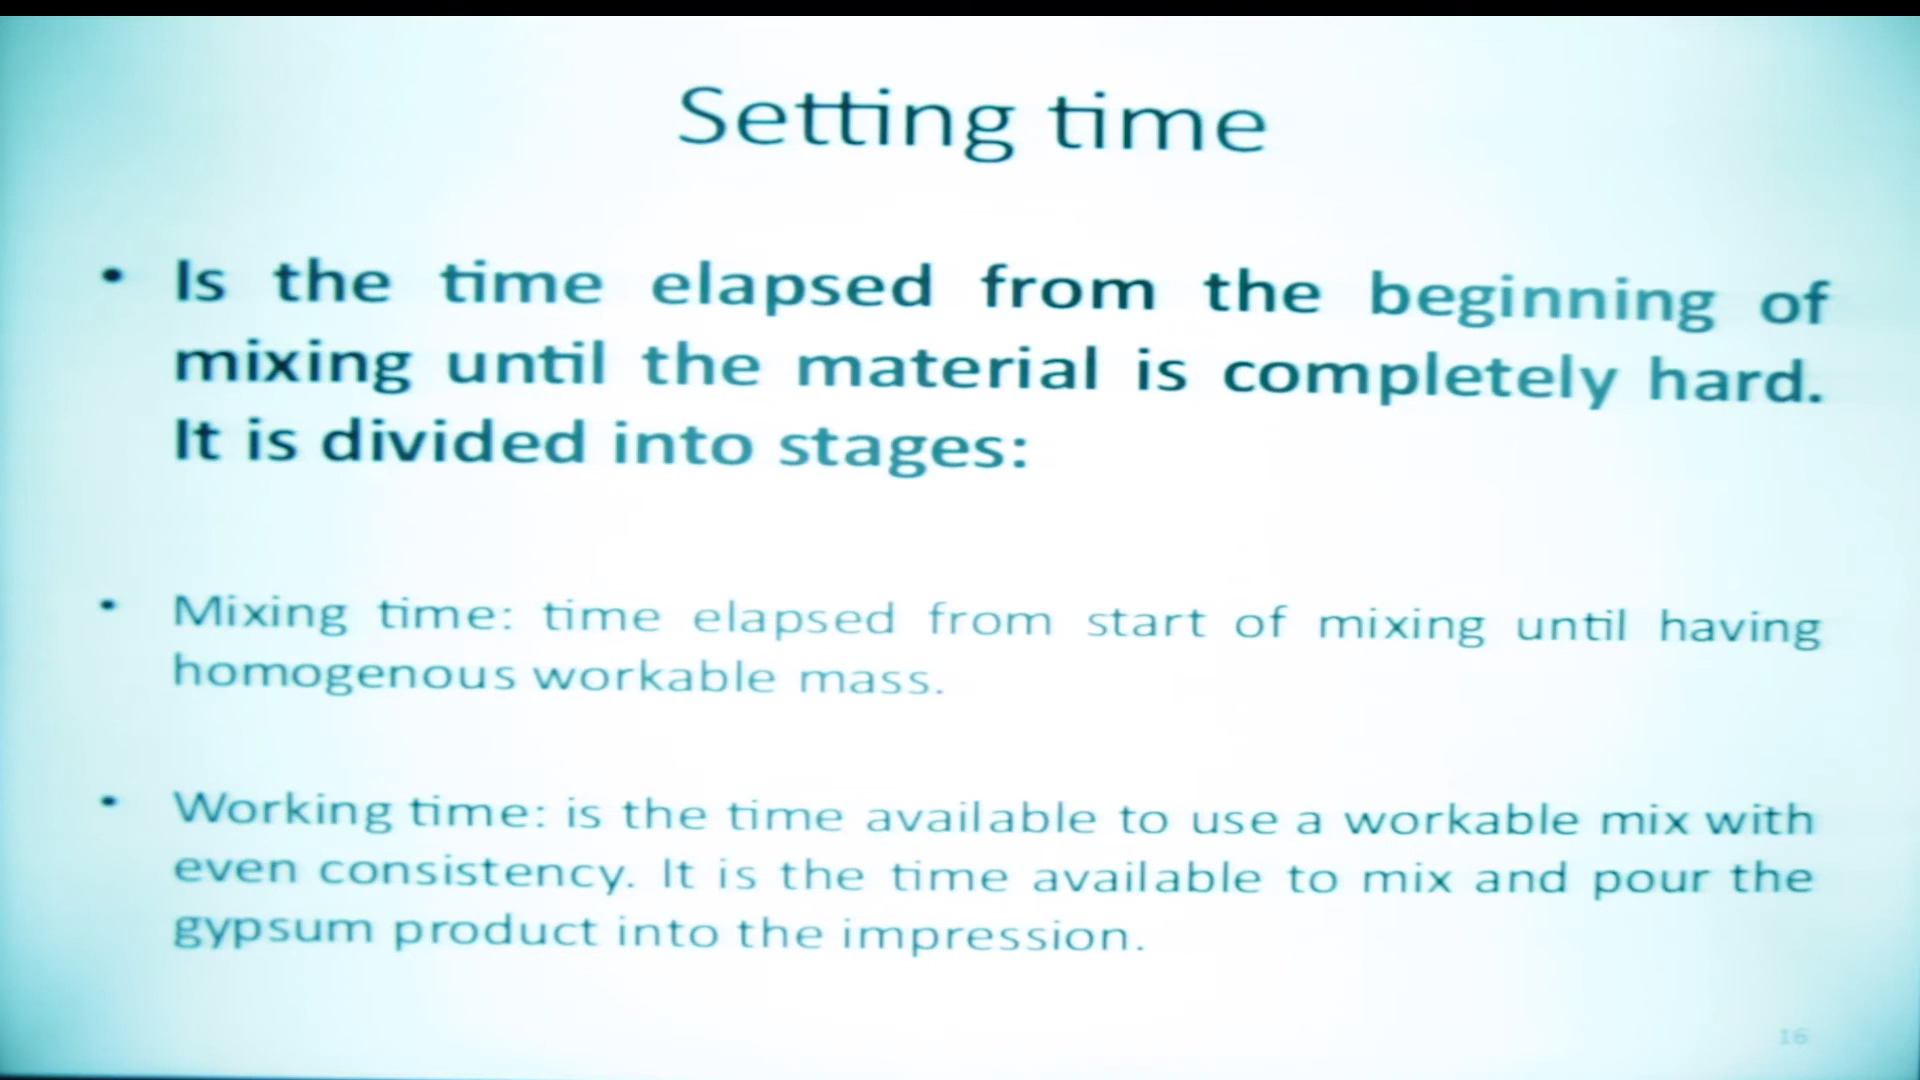 Setting time
• Is the time elapsed from the beginning of
mixing until the material is completely hard.
It is divided into stages:
• Mixing time: time elapsed from start of mixing until having
homogenous workable mass.
• Working time: is the time available to use a workable mix with
even consistency. It is the time available to mix and pour the
gypsum product into the impression.
16